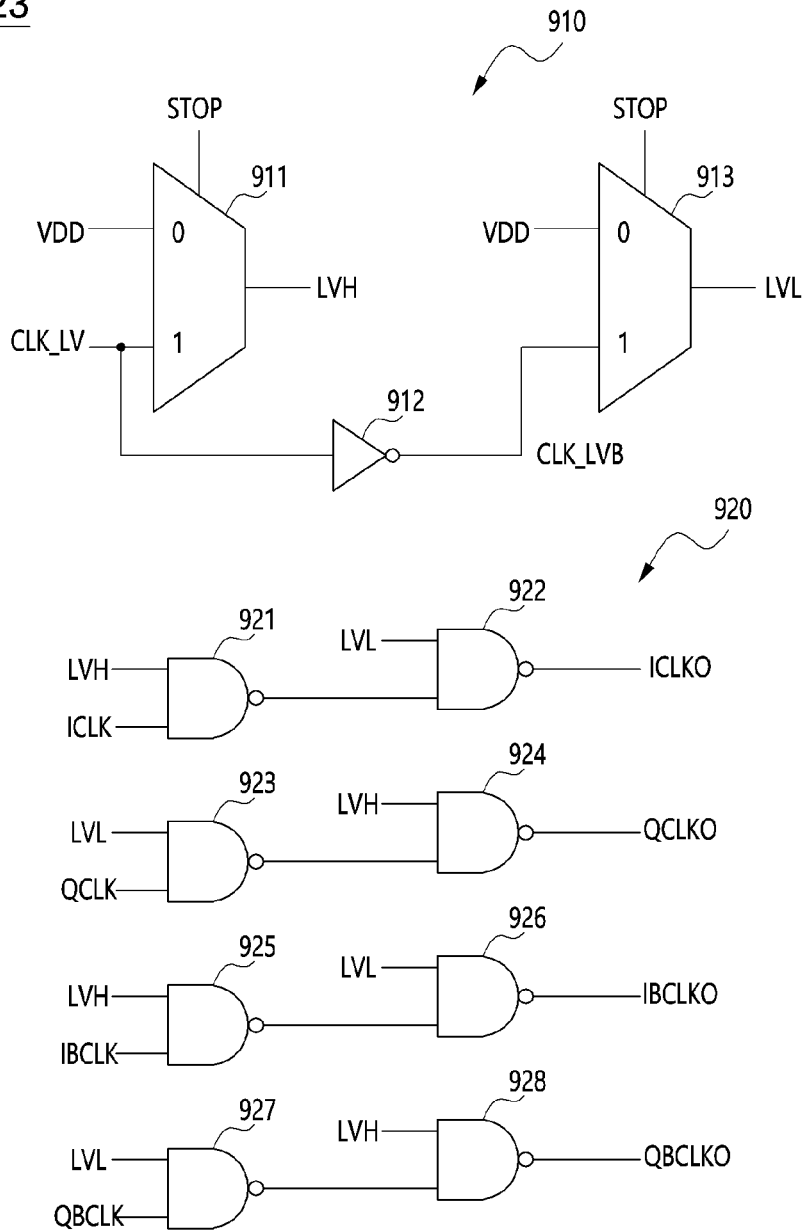 23
910
STOP
STOP
911
913
VDD
0
VDD
0
LVH
LVL
CLK_LV
1
1
912
CLK_LVB
920
921
922
LVH
LVL
ICLK
ICLKO
923
924
LVL
LVH
QCLK
QCLKO
925
926
LVH
LVL
IBCLK
IBCLKO
927
928
LVL
LVH
QBCLK
QBCLKO